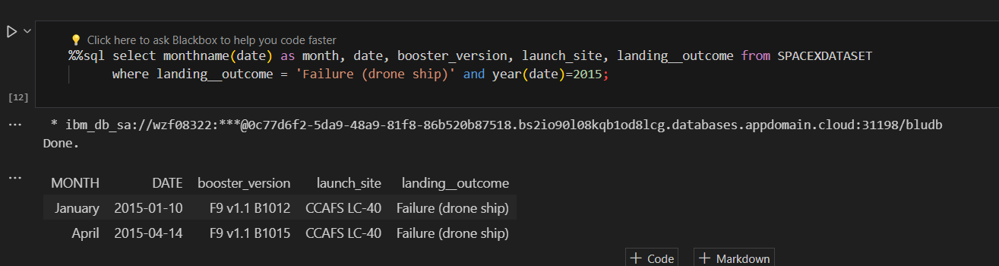 Click here to ask Blackbox to help you code faster
%%sql select monthname(date) as month, date, booster_version, launch_site, landing__outcome from SPACEXDATASET
where landing__outcome = 'Failure (drone ship)' and year(date)=2015;
[12]
* ibm_db_sa://wzf08322:***@0c77d6f2-5da9-48a9-81f8-86b520b87518.bs2io90l08kqb1od8lcg.databases.appdomain.cloud:31198/bludb
Done.
MONTH DATE booster_version launch_site landing__outcome
January 2015-01-10 F9 v1.1 B1012 CCAFS LC-40 Failure (drone ship)
April 2015-04-14 F9 v1.1 B1015 CCAFS LC-40 Failure (drone ship)
+ Code + Markdown